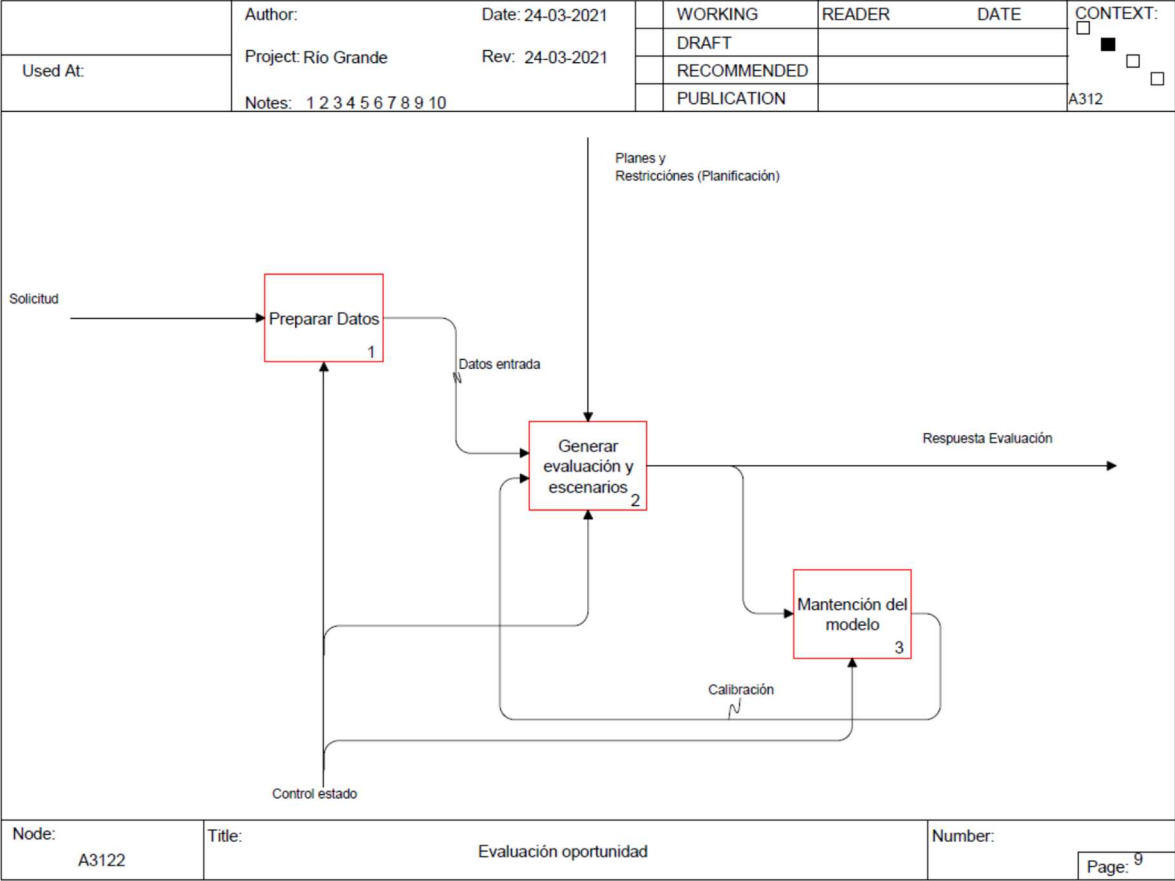 Used At:
Author:
Date: 24-03-2021
Project: Río Grande
Rev: 24-03-2021
Notes: 1 2 3 4 5 6 7 8 9 10
WORKING
DRAFT
RECOMMENDED
PUBLICATION
READER
DATE
CONTEXT:
A312
Planes y
Restricciónes (Planificación)
Solicitud
Preparar Datos
1
Datos entrada
Generar
evaluación y
escenarios
2
Respuesta Evaluación
Mantención del
modelo
3
Calibración
Control estado
Node:
A3122
Title:
Evaluación oportunidad
Number:
Page: 9